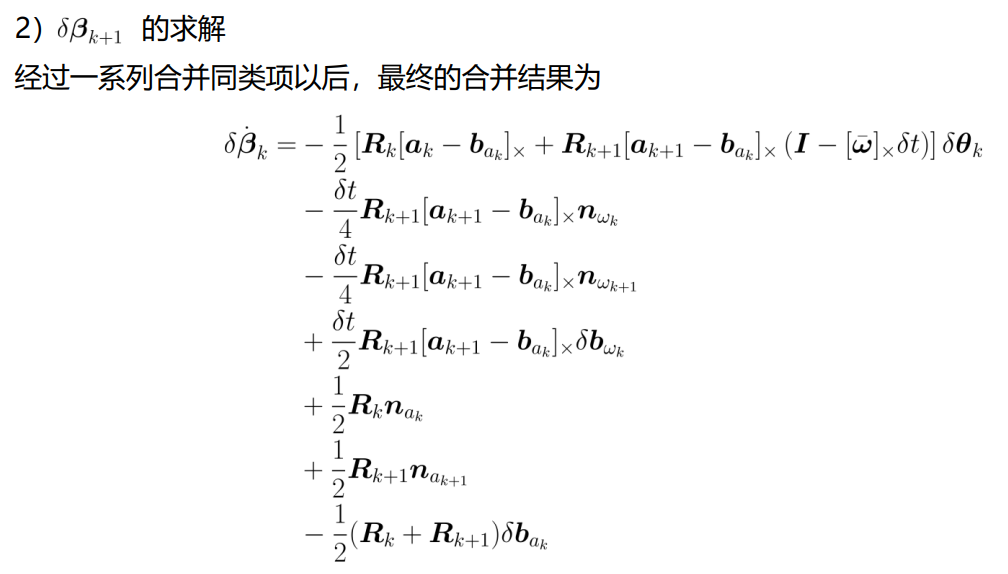 2) $\delta\boldsymbol{\beta}_{k+1}$ 的求解
经过一系列合并同类项以后，最终的合并结果为
$\delta\dot{\boldsymbol{\beta}}_k = -\frac{1}{2}\left[\boldsymbol{R}_k[\boldsymbol{a}_k - \boldsymbol{b}_{a_k}]_\times + \boldsymbol{R}_{k+1}[\boldsymbol{a}_{k+1} - \boldsymbol{b}_{a_k}]_\times\left(\boldsymbol{I} - [\bar{\boldsymbol{\omega}}]_\times\delta t\right)\right]\delta\boldsymbol{\theta}_k$
$-\frac{\delta t}{4}\boldsymbol{R}_{k+1}[\boldsymbol{a}_{k+1} - \boldsymbol{b}_{a_k}]_\times\boldsymbol{n}_{\omega_k}$
$-\frac{\delta t}{4}\boldsymbol{R}_{k+1}[\boldsymbol{a}_{k+1} - \boldsymbol{b}_{a_k}]_\times\boldsymbol{n}_{\omega_{k+1}}$
$+\frac{\delta t}{2}\boldsymbol{R}_{k+1}[\boldsymbol{a}_{k+1} - \boldsymbol{b}_{a_k}]_\times\delta\boldsymbol{b}_{\omega_k}$
$+\frac{1}{2}\boldsymbol{R}_k\boldsymbol{n}_{a_k}$
$+\frac{1}{2}\boldsymbol{R}_{k+1}\boldsymbol{n}_{a_{k+1}}$
$-\frac{1}{2}(\boldsymbol{R}_k + \boldsymbol{R}_{k+1})\delta\boldsymbol{b}_{a_k}$